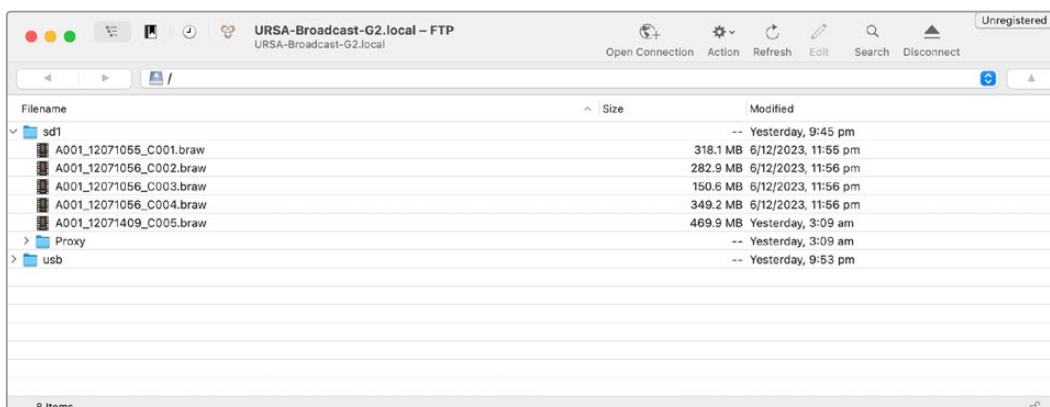 Unregistered
URSA-Broadcast-G2.local – FTP
URSA-Broadcast-G2.local
Open Connection Action Refresh Edit Search Disconnect
/
Filename Size Modified
sd1 -- Yesterday, 9:45 pm
A001_12071055_C001.braw 318.1 MB 6/12/2023, 11:55 pm
A001_12071056_C002.braw 282.9 MB 6/12/2023, 11:56 pm
A001_12071056_C003.braw 150.6 MB 6/12/2023, 11:56 pm
A001_12071056_C004.braw 349.2 MB 6/12/2023, 11:56 pm
A001_12071409_C005.braw 469.9 MB Yesterday, 3:09 am
Proxy -- Yesterday, 3:09 am
usb -- Yesterday, 9:53 pm
8 Items